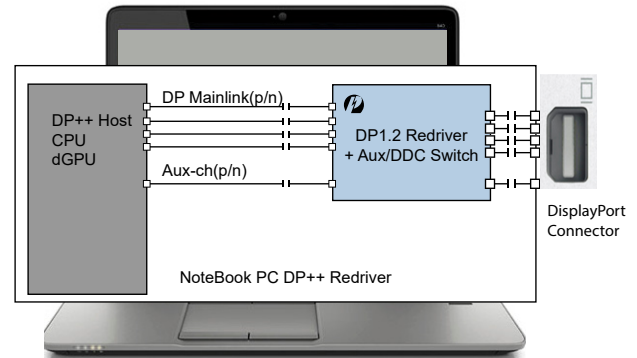 DP Mainlink(p/n)
DP++ Host
CPU
dGPU
DP1.2 Redriver
+ Aux/DDC Switch
Aux-ch(p/n)
DisplayPort
Connector
NoteBook PC DP++ Redriver